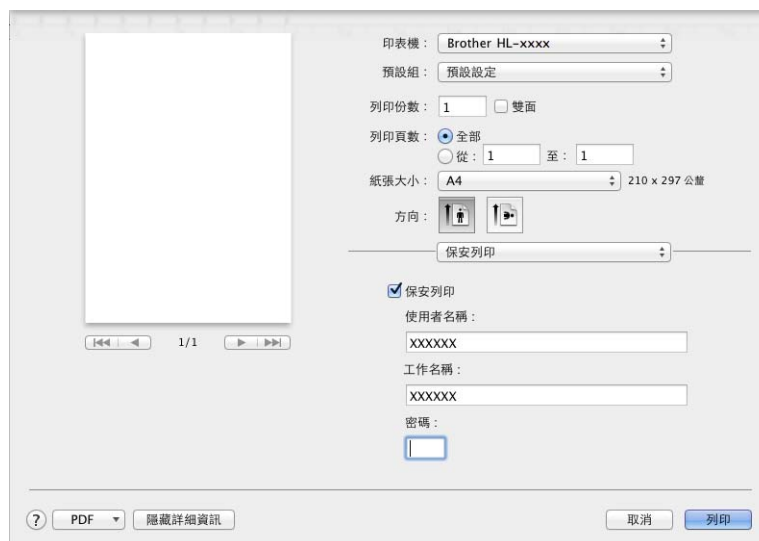 印表機： Brother HL-xxxx
預設組： 預設設定
列印份數： 1 雙面
列印頁數： 全部
從： 1 至： 1
紙張大小： A4 210 x 297 公釐
方向：
保安列印
保安列印
使用者名稱：
XXXXXX
工作名稱：
XXXXXX
密碼：
1/1
? PDF 隱藏詳細資訊 取消 列印